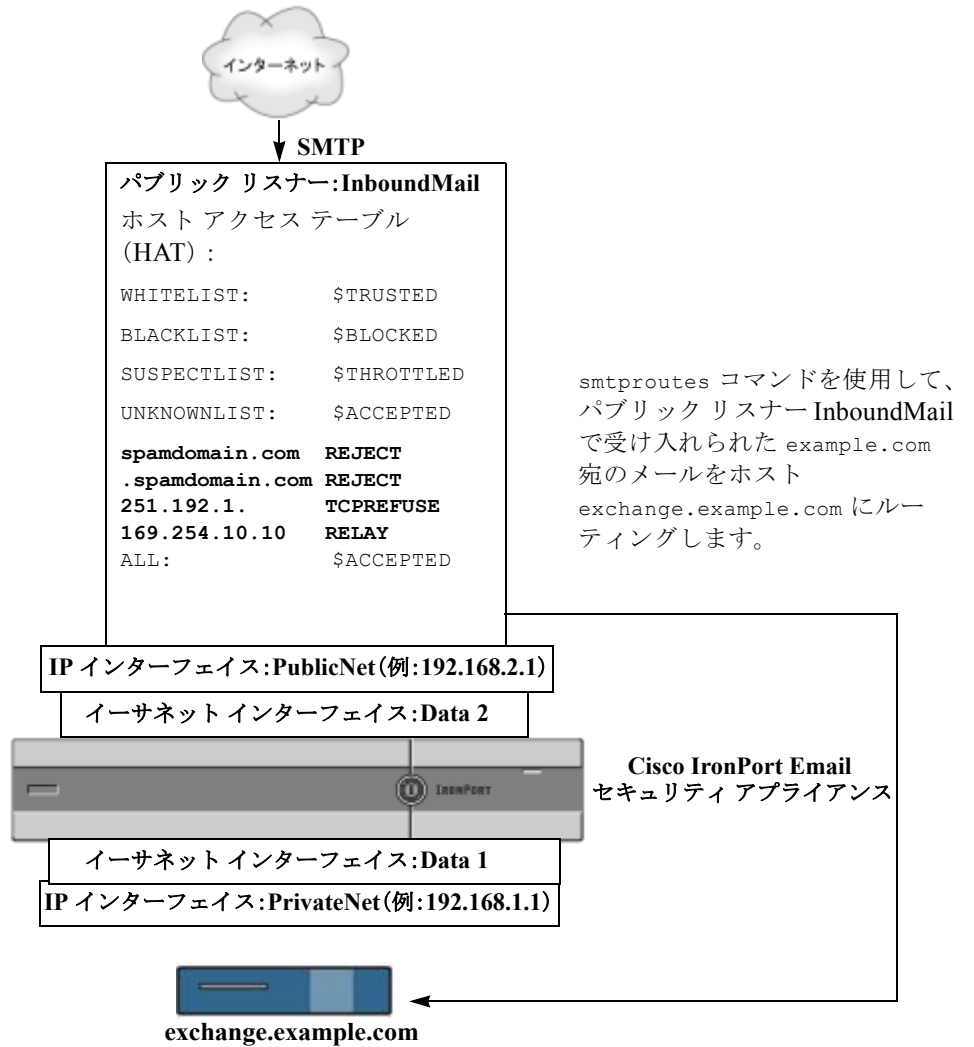 インターネット
SMTP
パブリック リスナー:InboundMail
ホスト アクセス テーブル
(HAT):
WHITELIST: $TRUSTED
BLACKLIST: $BLOCKED
SUSPECTLIST: $THROTTLED
UNKNOWNLIST: $ACCEPTED
spamdomain.com REJECT
.spamdomain.com REJECT
251.192.1. TCPREFUSE
169.254.10.10 RELAY
ALL: $ACCEPTED
smtproutes コマンドを使用して、
パブリック リスナー InboundMail
で受け入れられた example.com
宛のメールをホスト
exchange.example.com にルー
ティングします。
IP インターフェイス:PublicNet(例:192.168.2.1)
イーサネット インターフェイス:Data 2
IRONPORT
Cisco IronPort Email
セキュリティ アプライアンス
イーサネット インターフェイス:Data 1
IP インターフェイス:PrivateNet(例:192.168.1.1)
exchange.example.com